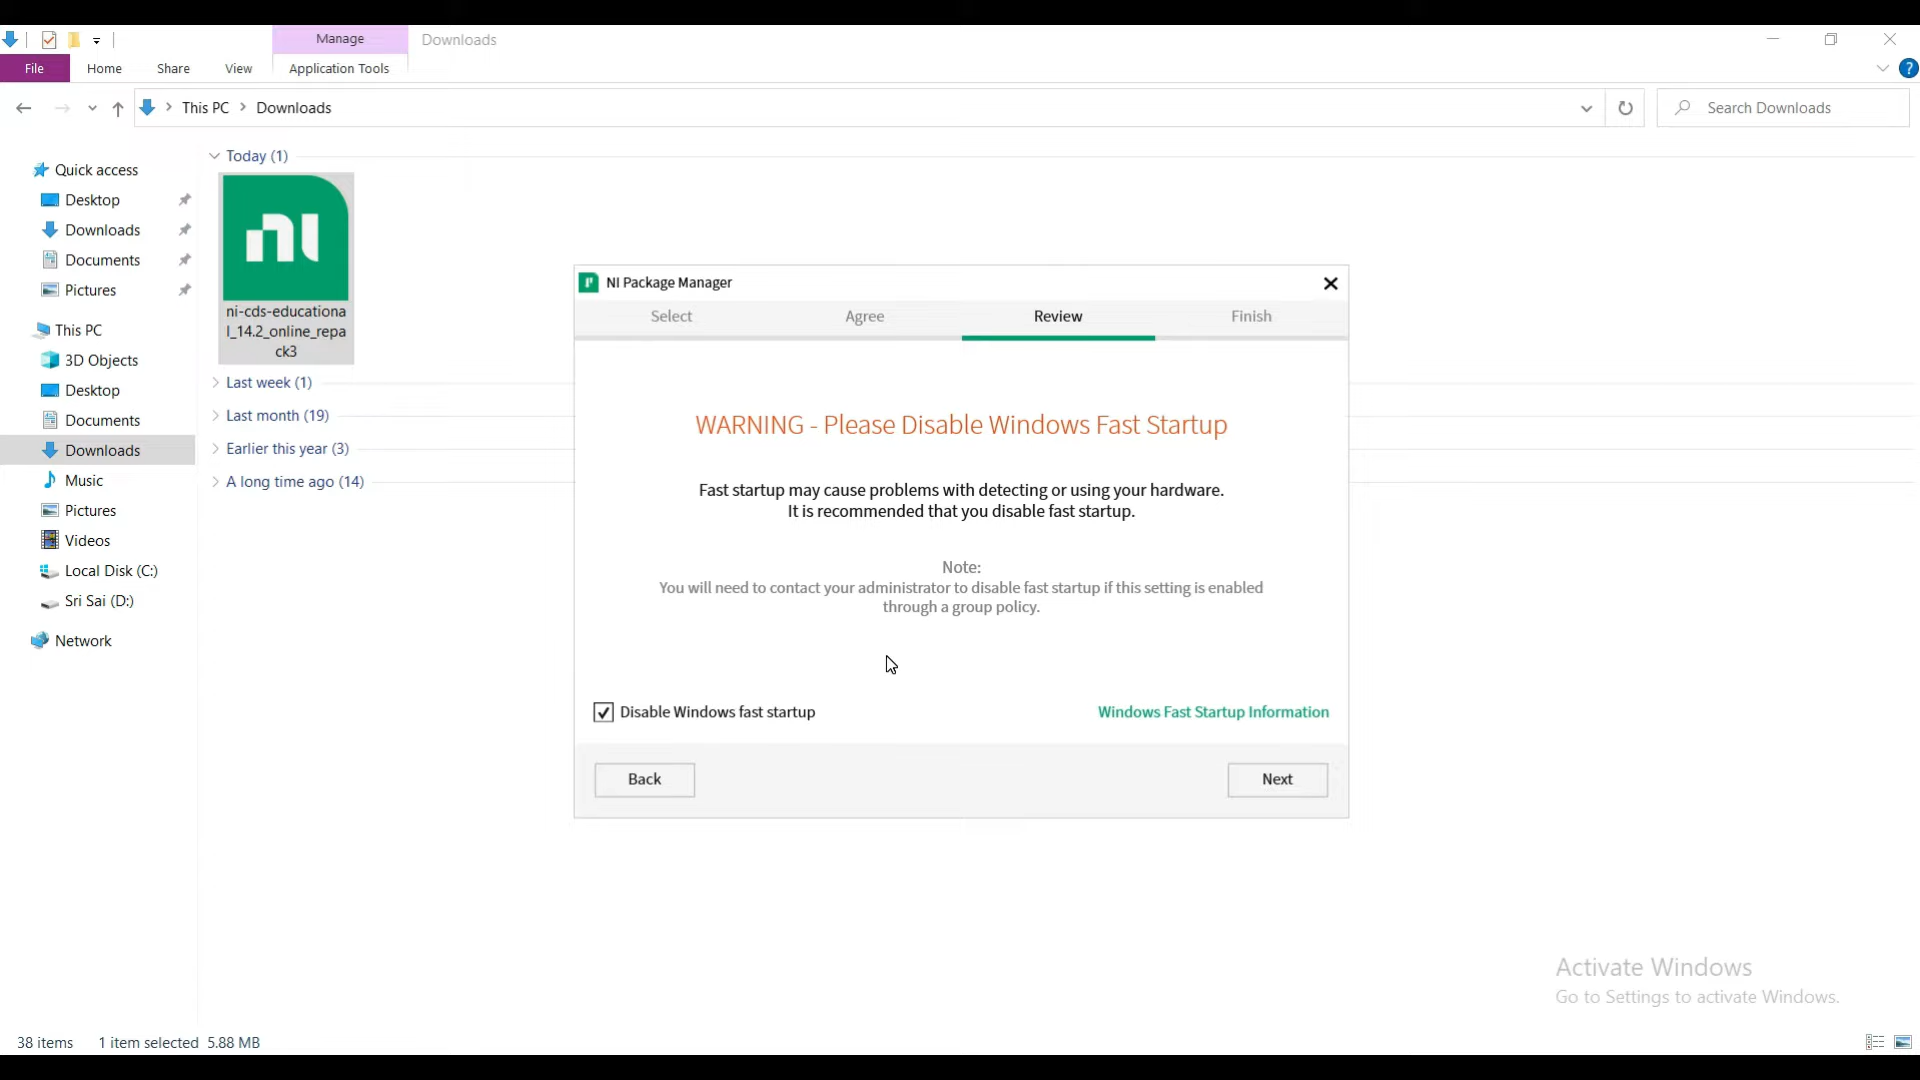 Manage
Downloads
File
Home
Share
View
Application Tools
?
This PC
Downloads
Search Downloads
Quick access
Desktop
Downloads
Documents
Pictures
This PC
3D Objects
Desktop
Documents
Downloads
Music
Pictures
Videos
Local Disk (C:)
Sri Sai (D:)
Network
Today (1)
ni
ni-cds-educationa
l_14.2_online_repa
ck3
Last week (1)
Last month (19)
Earlier this year (3)
A long time ago (14)
NI Package Manager
Select
Agree
Review
Finish
WARNING - Please Disable Windows Fast Startup
Fast startup may cause problems with detecting or using your hardware.
It is recommended that you disable fast startup.
Note:
You will need to contact your administrator to disable fast startup if this setting is enabled
through a group policy.
Disable Windows fast startup
Windows Fast Startup Information
Back
Next
Activate Windows
Go to Settings to activate Windows.
38 items
1 item selected 5.88 MB